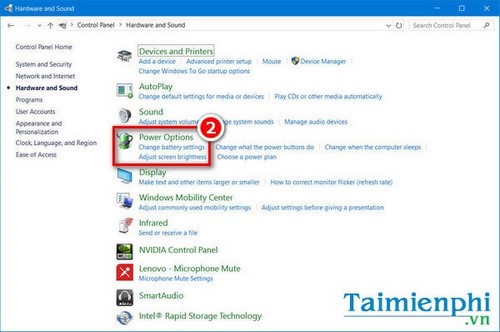 Hardware and Sound
Control Panel > Hardware and Sound
Search Control Panel
Control Panel Home
System and Security
Network and Internet
Hardware and Sound
Programs
User Accounts
Appearance and
Personalization
Clock, Language, and Region
Ease of Access
Devices and Printers
Add a device Advanced printer setup Mouse Device Manager
Change Windows To Go startup options
AutoPlay
Change default settings for media or devices Play CDs or other media automatically
Sound
Adjust system volume Change system sounds Manage audio devices
2
Power Options
Change battery settings Change what the power buttons do Change when the computer sleeps
Adjust screen brightness Choose a power plan
Display
Make text and other items larger or smaller How to correct monitor flicker (refresh rate)
Windows Mobility Center
Adjust commonly used mobility settings Adjust settings before giving a presentation
Infrared
Send or receive a file
NVIDIA Control Panel
Lenovo - Microphone Mute
Microphone Mute Settings
SmartAudio
Intel® Rapid Storage Technology
Taimienphi
.vn